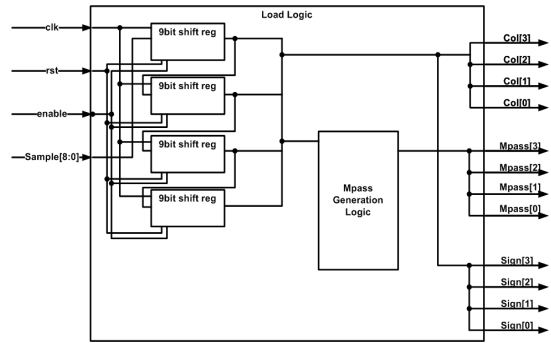 Load Logic
clk
rst
enable
Sample[8:0]
9bit shift reg
9bit shift reg
9bit shift reg
9bit shift reg
Mpass
Generation
Logic
Col[3]
Col[2]
Col[1]
Col[0]
Mpass[3]
Mpass[2]
Mpass[1]
Mpass[0]
Sign[3]
Sign[2]
Sign[1]
Sign[0]